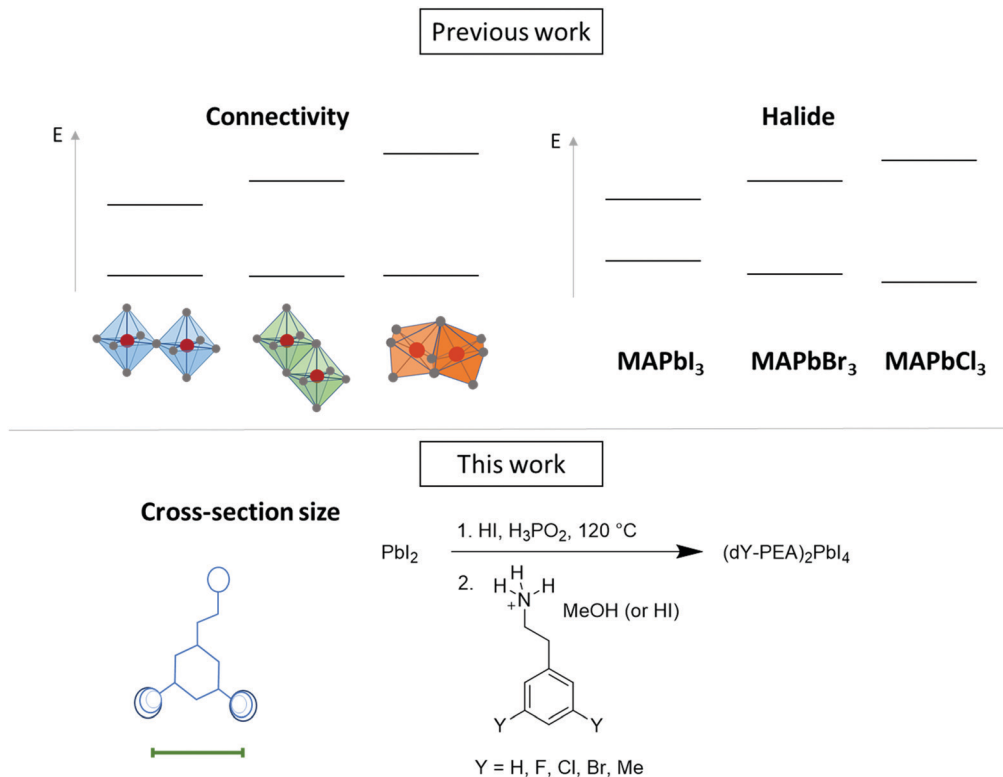 Previous work
Connectivity
E
Halide
E
MAPbI₃
MAPbBr₃
MAPbCl₃
This work
Cross-section size
PbI₂
1. HI, H₃PO₂, 120 °C
(dY-PEA)₂PbI₄
2.
H
H H
N
+
MeOH (or HI)
Y Y
Y = H, F, Cl, Br, Me